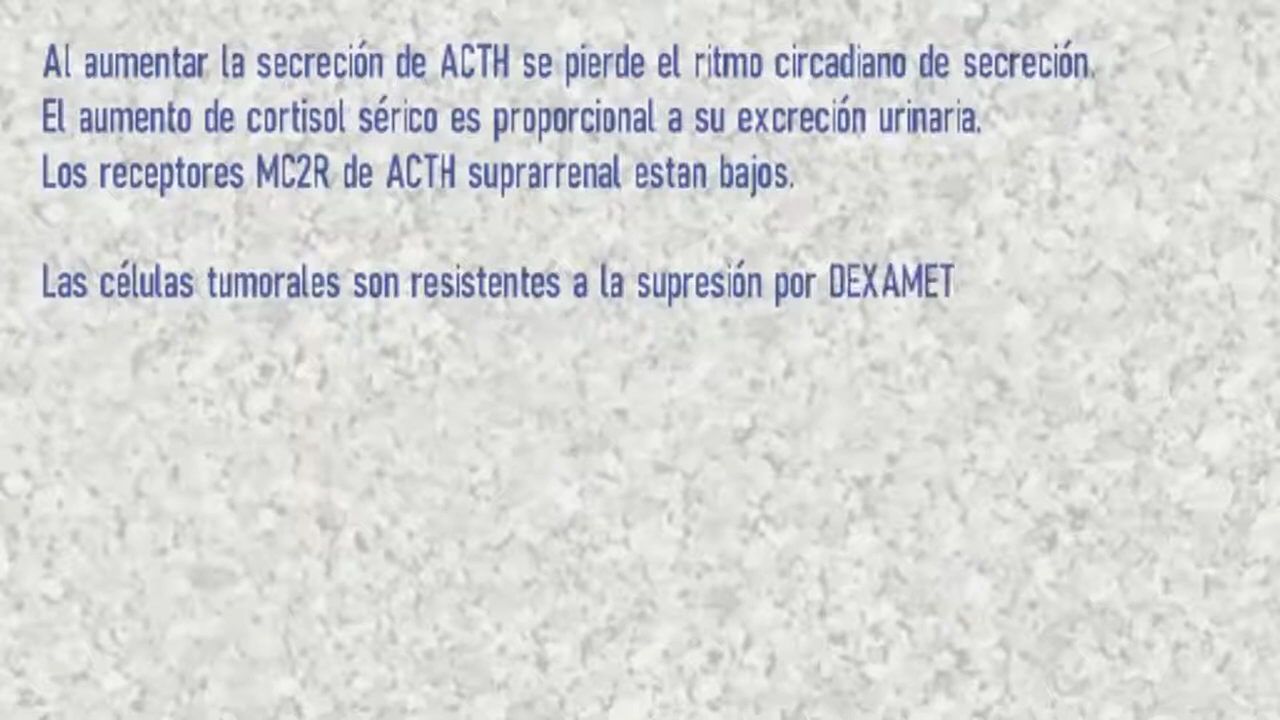 Al aumentar la secreción de ACTH se pierde el ritmo circadiano de secreción.
El aumento de cortisol sérico es proporcional a su excreción urinaria.
Los receptores MC2R de ACTH suprarrenal estan bajos.
Las células tumorales son resistentes a la supresión por DEXAMET